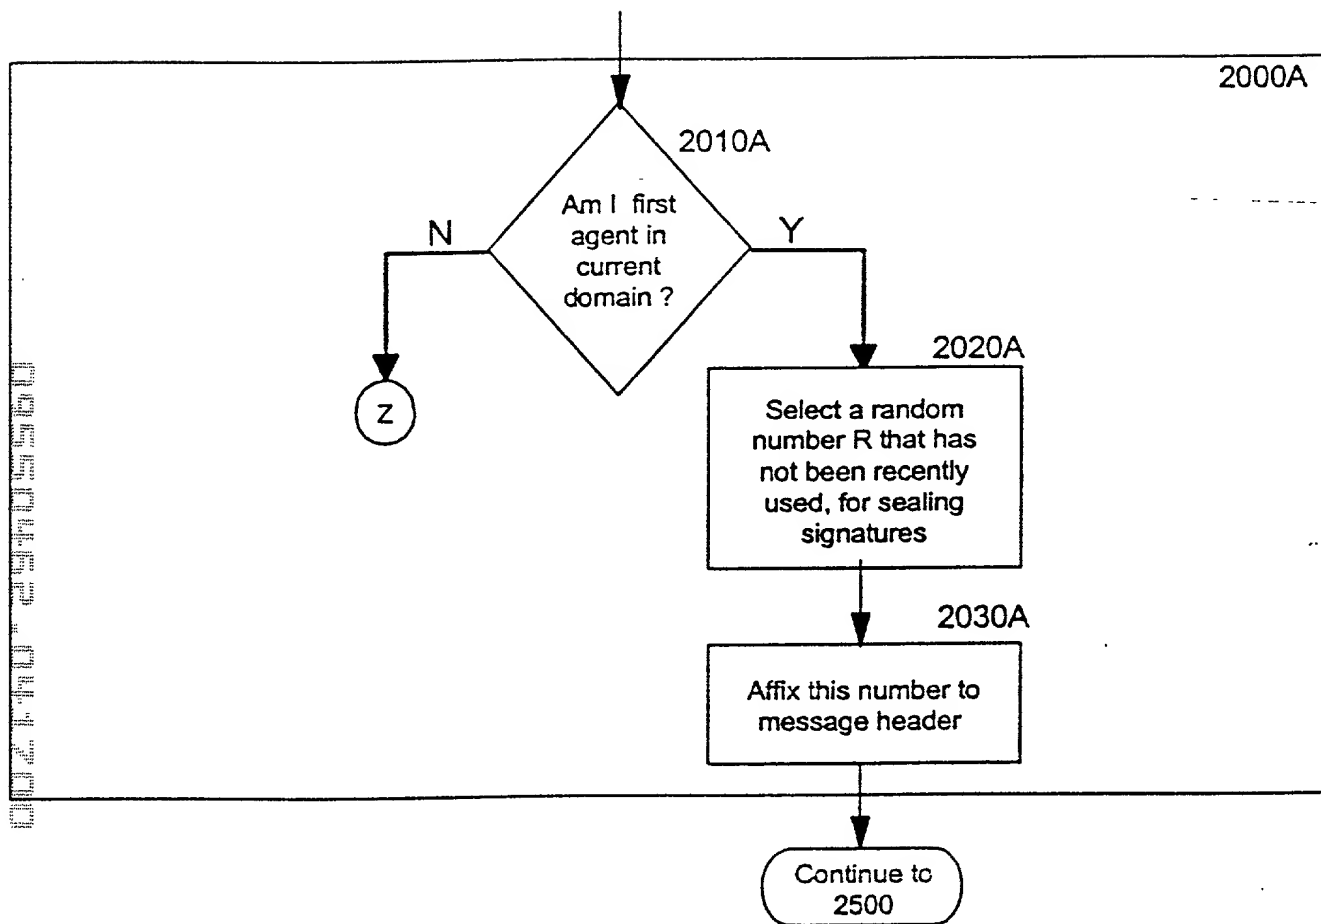 2000A
2010A
Am I first
agent in
current
domain ?
N
Y
Z
2020A
Select a random
number R that has
not been recently
used, for sealing
signatures
2030A
Affix this number to
message header
Continue to
2500